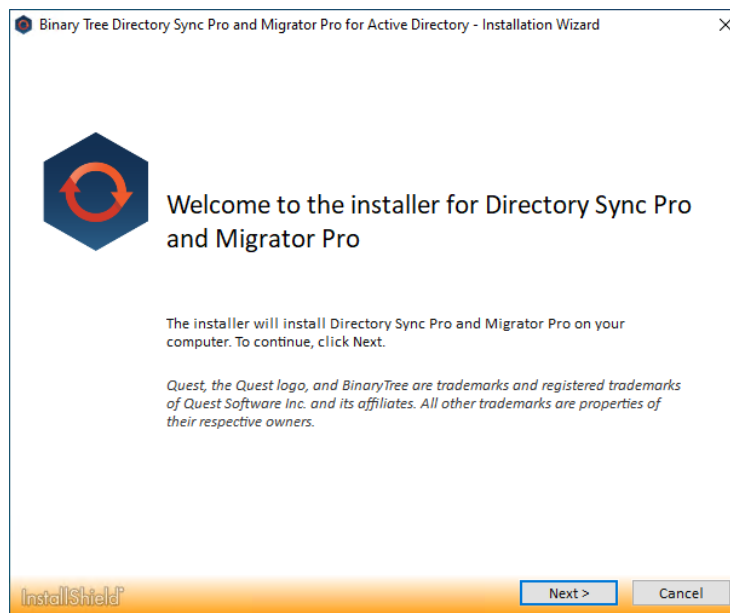 Binary Tree Directory Sync Pro and Migrator Pro for Active Directory - Installation Wizard
Welcome to the installer for Directory Sync Pro
and Migrator Pro
The installer will install Directory Sync Pro and Migrator Pro on your
computer. To continue, click Next.
Quest, the Quest logo, and BinaryTree are trademarks and registered trademarks
of Quest Software Inc. and its affiliates. All other trademarks are properties of
their respective owners.
InstallShield
Next >
Cancel